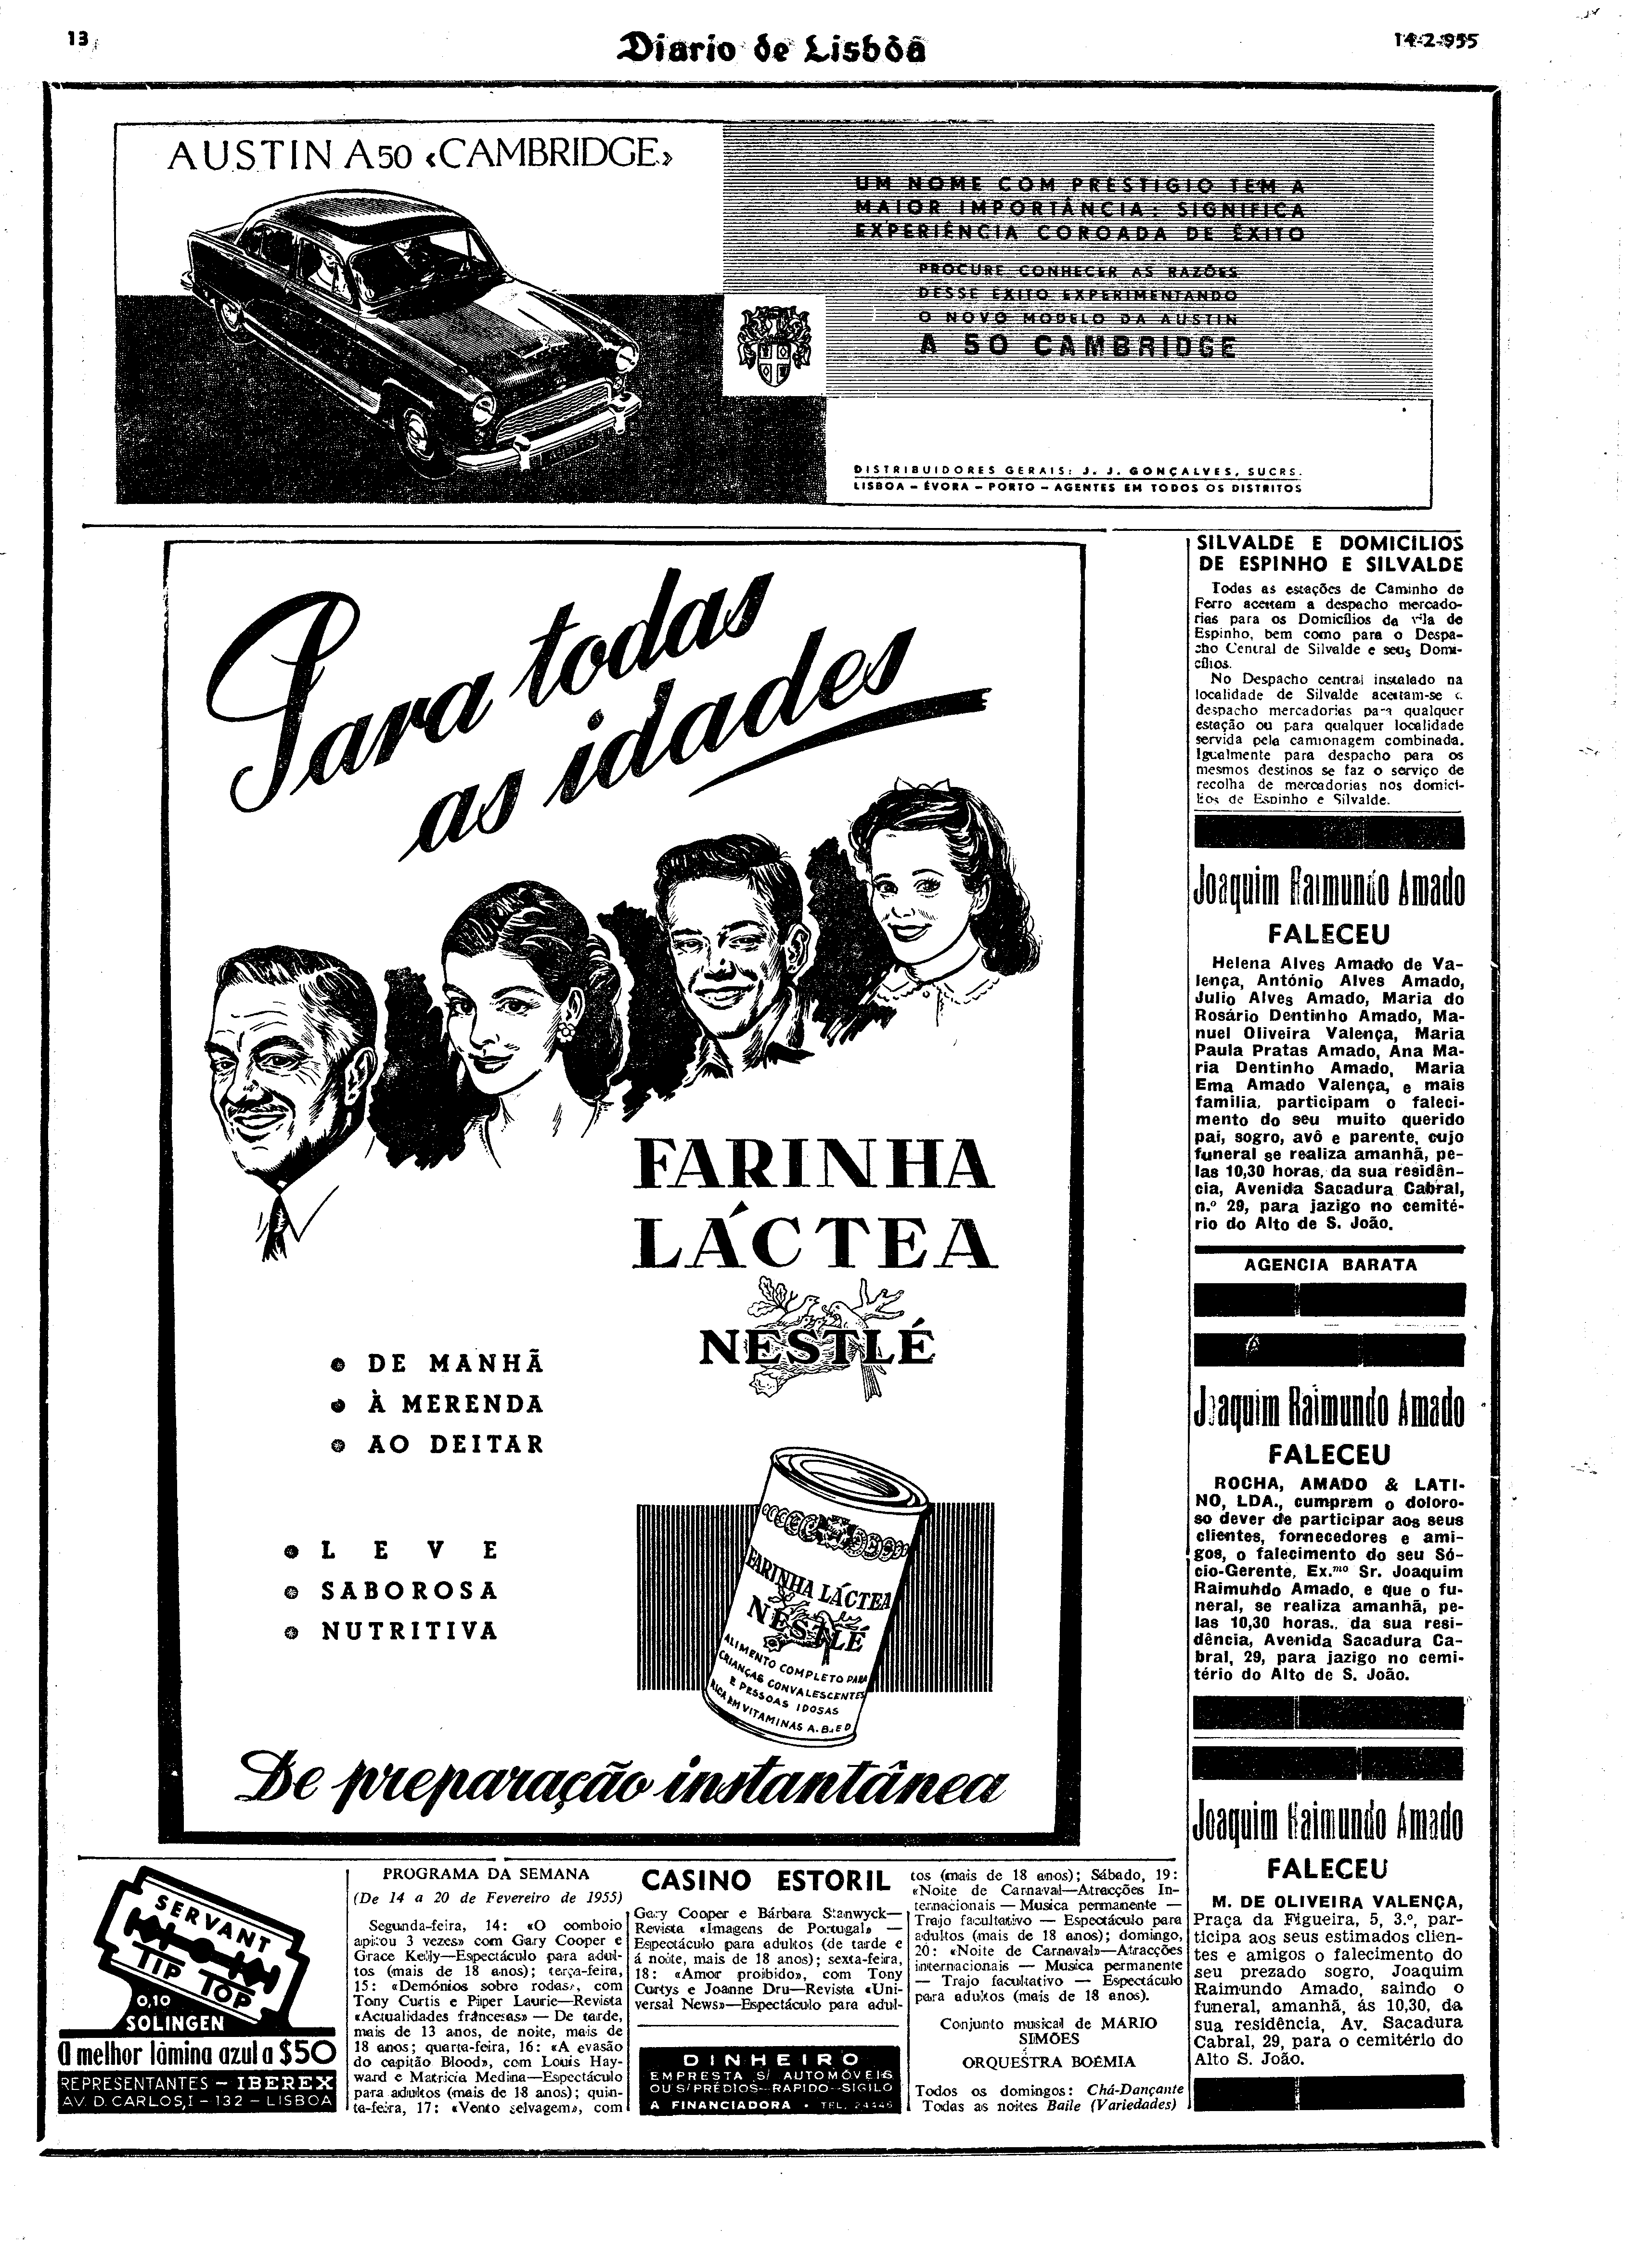 13
Diario de Lisbôa
14-2-955
AUSTIN A50 «CAMBRIDGE»
UM NOME COM PRESTÍGIO TEM A
MAIOR IMPORTÂNCIA: SIGNIFICA
EXPERIÊNCIA COROADA DE ÊXITO
PROCURE CONHECER AS RAZÕES
DESSE ÊXITO EXPERIMENTANDO
O NOVO MODELO DA AUSTIN
A 50 CAMBRIDGE
DISTRIBUIDORES GERAIS: J. J. GONÇALVES, SUCRS.
LISBOA – ÉVORA – PORTO – AGENTES EM TODOS OS DISTRITOS
Para todas
as idades
FARINHA
LÁCTEA
NESTLÉ
DE MANHÃ
À MERENDA
AO DEITAR
LEVE
SABOROSA
NUTRITIVA
FARINHA LÁCTEA
NESTLÉ
ALIMENTO COMPLETO PARA
CRIANÇAS CONVALESCENTES
E PESSOAS IDOSAS
RICA EM VITAMINAS A. B₁ E D
De preparação instantânea
SILVALDE E DOMICILIOS
DE ESPINHO E SILVALDE
Todas as estações de Caminho de
Ferro aceitam a despacho mercado-
rias para os Domicílios da vila de
Espinho, bem como para o Despa-
cho Central de Silvalde e seus Domi-
cílios.
No Despacho central instalado na
localidade de Silvalde aceitam-se a
despacho mercadorias para qualquer
estação ou para qualquer localidade
servida pela camionagem combinada.
Igualmente para despacho para os
mesmos destinos se faz o serviço de
recolha de mercadorias nos domici-
lios de Espinho e Silvalde.
Joaquim Raimundo Amado
FALECEU
Helena Alves Amado de Va-
lença, António Alves Amado,
Julio Alves Amado, Maria do
Rosário Dentinho Amado, Ma-
nuel Oliveira Valença, Maria
Paula Pratas Amado, Ana Ma-
ria Dentinho Amado, Maria
Ema Amado Valença, e mais
familia, participam o faleci-
mento do seu muito querido
pai, sogro, avô e parente, cujo
funeral se realiza amanhã, pe-
las 10,30 horas, da sua residên-
cia, Avenida Sacadura Cabral,
n.º 29, para jazigo no cemité-
rio do Alto de S. João.
AGENCIA BARATA
Joaquim Raimundo Amado
FALECEU
ROCHA, AMADO & LATI-
NO, LDA., cumprem o doloro-
so dever de participar aos seus
clientes, fornecedores e ami-
gos, o falecimento do seu Só-
cio-Gerente, Ex.mo Sr. Joaquim
Raimundo Amado, e que o fu-
neral, se realiza amanhã, pe-
las 10,30 horas., da sua resi-
dência, Avenida Sacadura Ca-
bral, 29, para jazigo no cemi-
tério do Alto de S. João.
Joaquim Raimundo Amado
FALECEU
M. DE OLIVEIRA VALENÇA,
Praça da Figueira, 5, 3.º, par-
ticipa aos seus estimados clien-
tes e amigos o falecimento do
seu prezado sogro, Joaquim
Raimundo Amado, saindo o
funeral, amanhã, ás 10,30, da
sua residência, Av. Sacadura
Cabral, 29, para o cemitério do
Alto S. João.
SERVANT
TIP TOP
0,10
SOLINGEN
A melhor lâmina azul a $50
REPRESENTANTES – IBEREX
AV. D. CARLOS, I – 132 – LISBOA
PROGRAMA DA SEMANA
(De 14 a 20 de Fevereiro de 1955)
Segunda-feira, 14: «O comboio
apitou 3 vezes» com Gary Cooper e
Grace Kelly—Espectáculo para adul-
tos (mais de 18 anos); terça-feira,
15: «Demónios sobre rodas», com
Tony Curtis e Piper Laurie—Revista
«Actualidades francesas» — De tarde,
mais de 13 anos, de noite, mais de
18 anos; quarta-feira, 16: «A evasão
do capitão Blood», com Louis Hay-
ward e Matricia Medina—Espectáculo
para adultos (mais de 18 anos); quin-
ta-feira, 17: «Vento selvagem», com
CASINO ESTORIL
Gary Cooper e Bárbara Stanwyck—
Revista «Imagens de Portugal» —
Espectáculo para adultos (de tarde e
á noite, mais de 18 anos); sexta-feira,
18: «Amor proibido», com Tony
Curtys e Joanne Dru—Revista «Uni-
versal News»—Espectáculo para adul-
DINHEIRO
EMPRESTA S/ AUTOMÓVEIS
OU S/ PRÉDIOS--RAPIDO--SIGILO
A FINANCIADORA • TEL. 24446
tos (mais de 18 anos); Sábado, 19:
«Noite de Carnaval—Atracções In-
ternacionais — Musica permanente —
Trajo facultativo — Espectáculo para
adultos (mais de 18 anos); domingo,
20: «Noite de Carnaval»—Atracções
internacionais — Musica permanente
— Trajo facultativo — Espectáculo
para adultos (mais de 18 anos).
Conjunto musical de MÁRIO
SIMÕES
e
ORQUESTRA BOÉMIA
Todos os domingos: Chá-Dançante
Todas as noites Baile (Variedades)